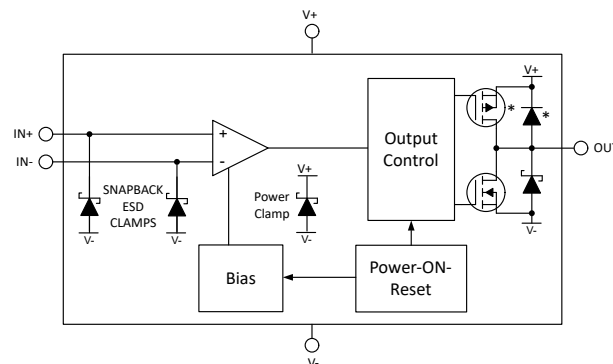 V+
IN+
IN-
+
-
SNAPBACK
ESD
CLAMPS
V-
V-
V+
Power
Clamp
V-
Output
Control
V+
*
*
OUT
V-
Bias
Power-ON-
Reset
V-